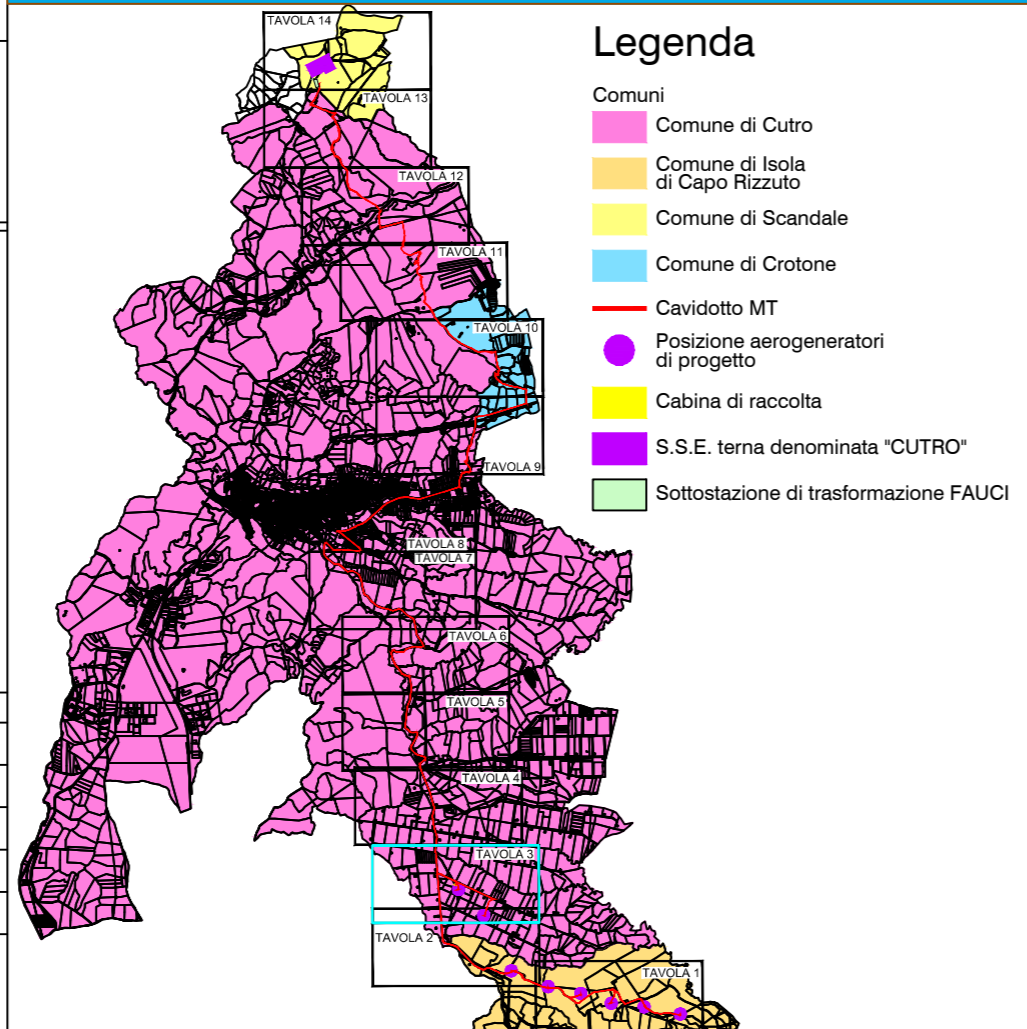 TAVOLA 14
TAVOLA 13
TAVOLA 12
TAVOLA 11
TAVOLA 10
TAVOLA 9
TAVOLA 8
TAVOLA 7
TAVOLA 6
TAVOLA 5
TAVOLA 4
TAVOLA 3
TAVOLA 2
TAVOLA 1
Legenda
Comuni
Comune di Cutro
Comune di Isola
di Capo Rizzuto
Comune di Scandale
Comune di Crotone
Cavidotto MT
Posizione aerogeneratori
di progetto
Cabina di raccolta
S.S.E. terna denominata "CUTRO"
Sottostazione di trasformazione FAUCI